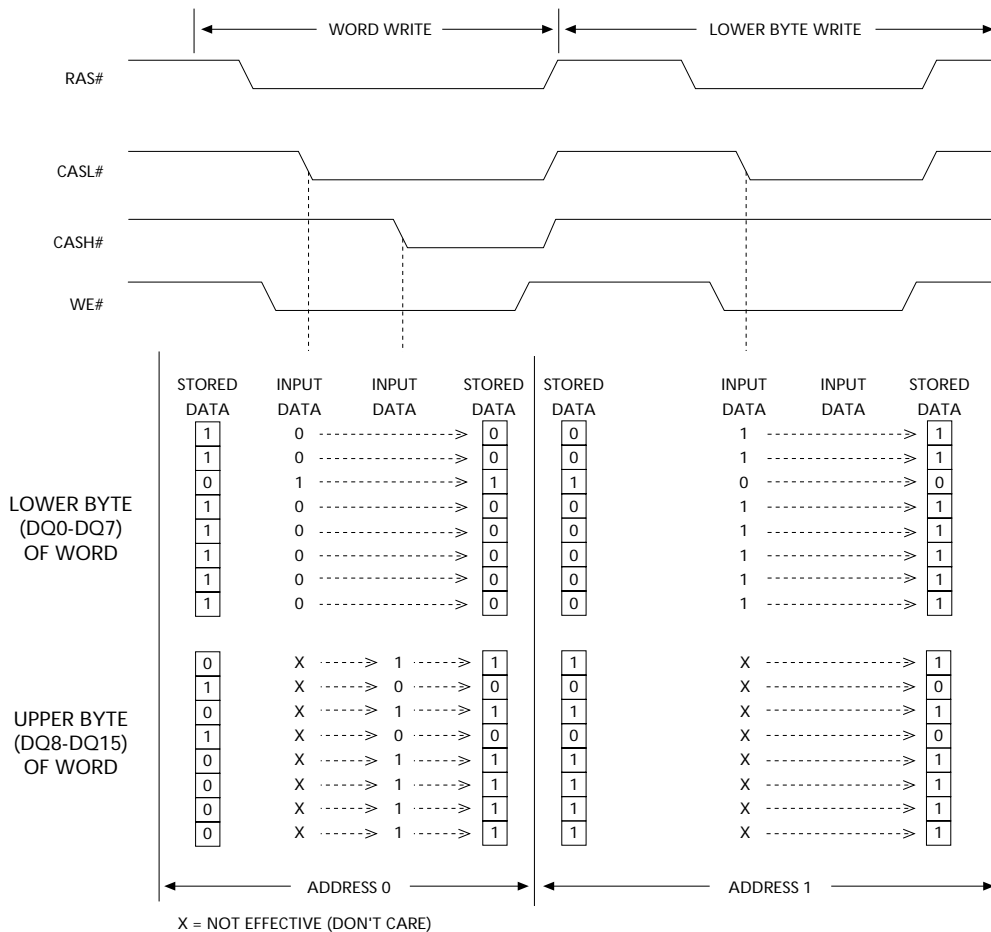 WORD WRITE LOWER BYTE WRITE
RAS#
CASL#
CASH#
WE#
STORED INPUT INPUT STORED STORED INPUT INPUT STORED
DATA DATA DATA DATA DATA DATA DATA DATA
1 0 0 0 1 1
1 0 0 0 1 1
0 1 1 1 0 0
1 0 0 0 1 1
1 0 0 0 1 1
1 0 0 0 1 1
1 0 0 0 1 1
1 0 0 0 1 1
LOWER BYTE
(DQ0-DQ7)
OF WORD
0 X 1 1 1 X 1
1 X 0 0 0 X 0
0 X 1 1 1 X 1
1 X 0 0 0 X 0
0 X 1 1 1 X 1
0 X 1 1 1 X 1
0 X 1 1 1 X 1
0 X 1 1 1 X 1
UPPER BYTE
(DQ8-DQ15)
OF WORD
ADDRESS 0 ADDRESS 1
X = NOT EFFECTIVE (DON'T CARE)